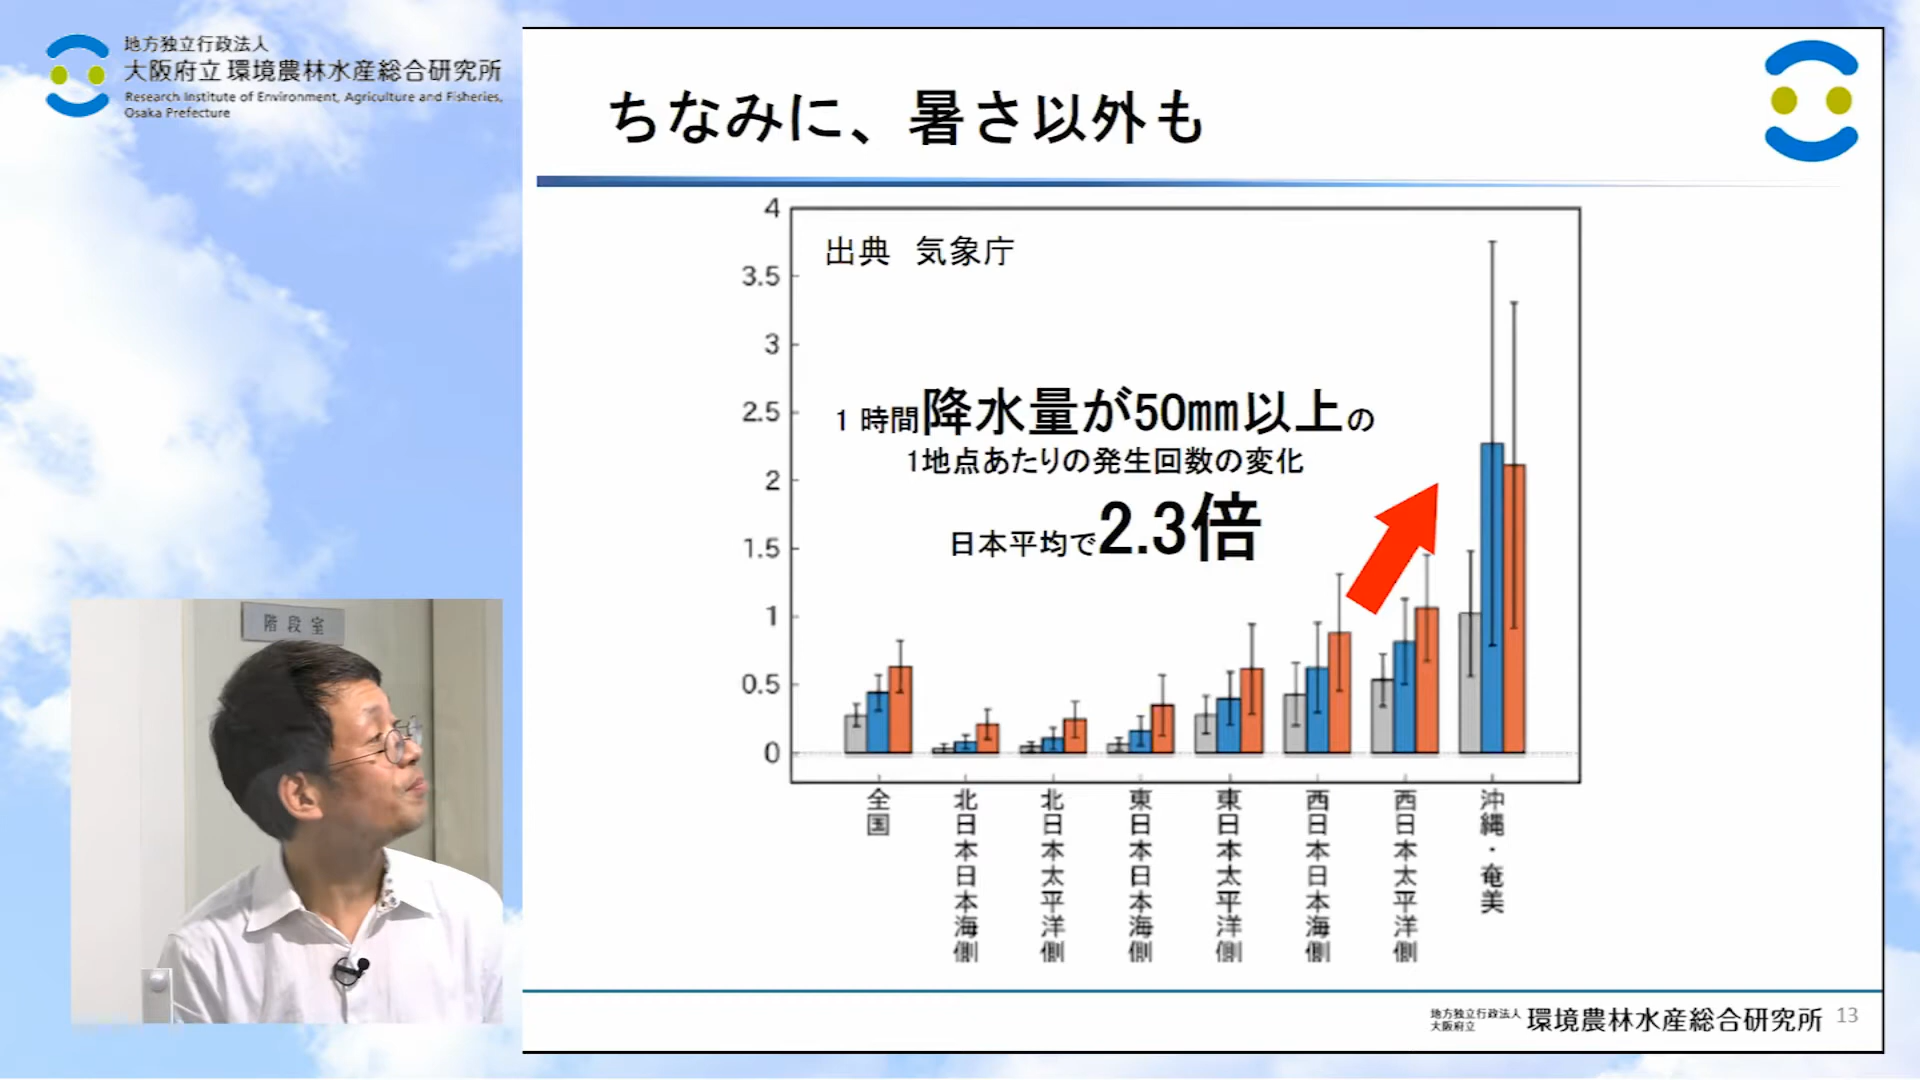 地方独立行政法人
大阪府立 環境農林水産総合研究所
Research Institute of Environment, Agriculture and Fisheries,
Osaka Prefecture
ちなみに、暑さ以外も
出典　気象庁
1時間降水量が50mm以上の
1地点あたりの発生回数の変化
日本平均で2.3倍
4
3.5
3
2.5
2
1.5
1
0.5
0
全国
北日本日本海側
北日本太平洋側
東日本日本海側
東日本太平洋側
西日本日本海側
西日本太平洋側
沖縄・奄美
階段室
地方独立行政法人
大阪府立
環境農林水産総合研究所
13